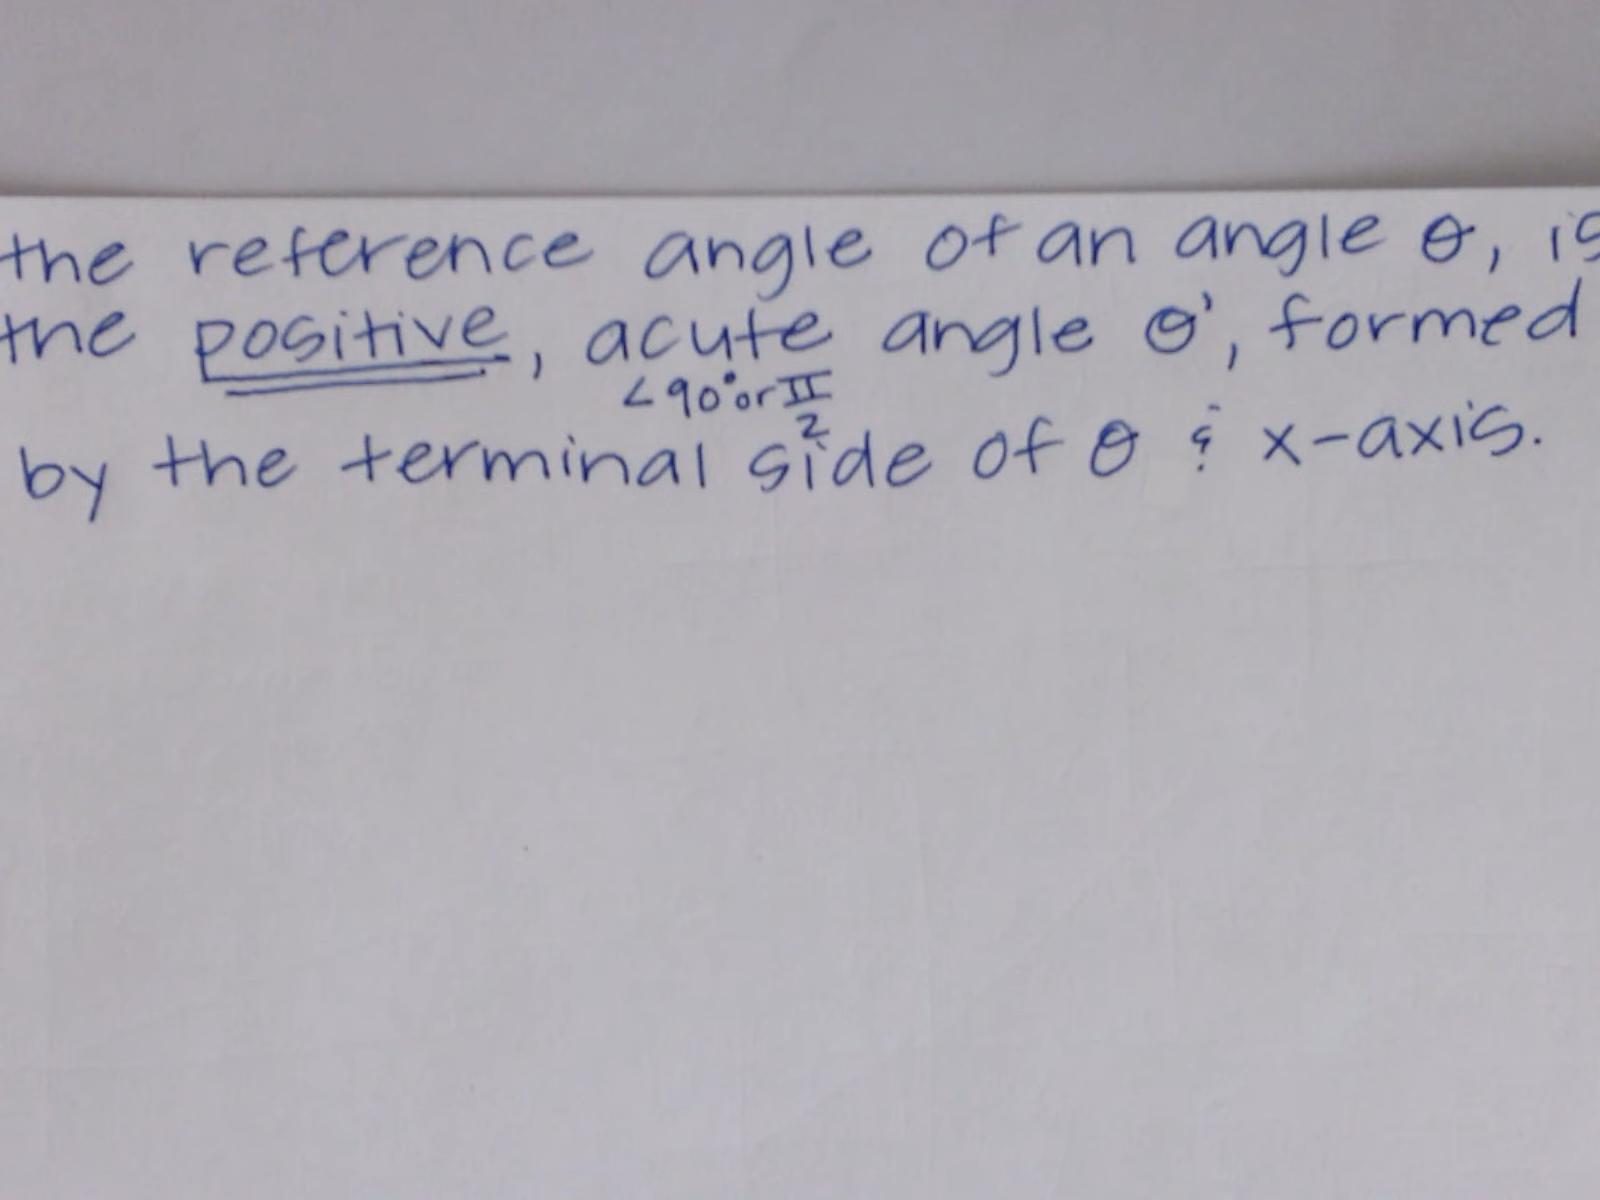 the reference angle of an angle θ, is
the positive, acute angle θ', formed
<90° or π/2
by the terminal side of θ & x-axis.